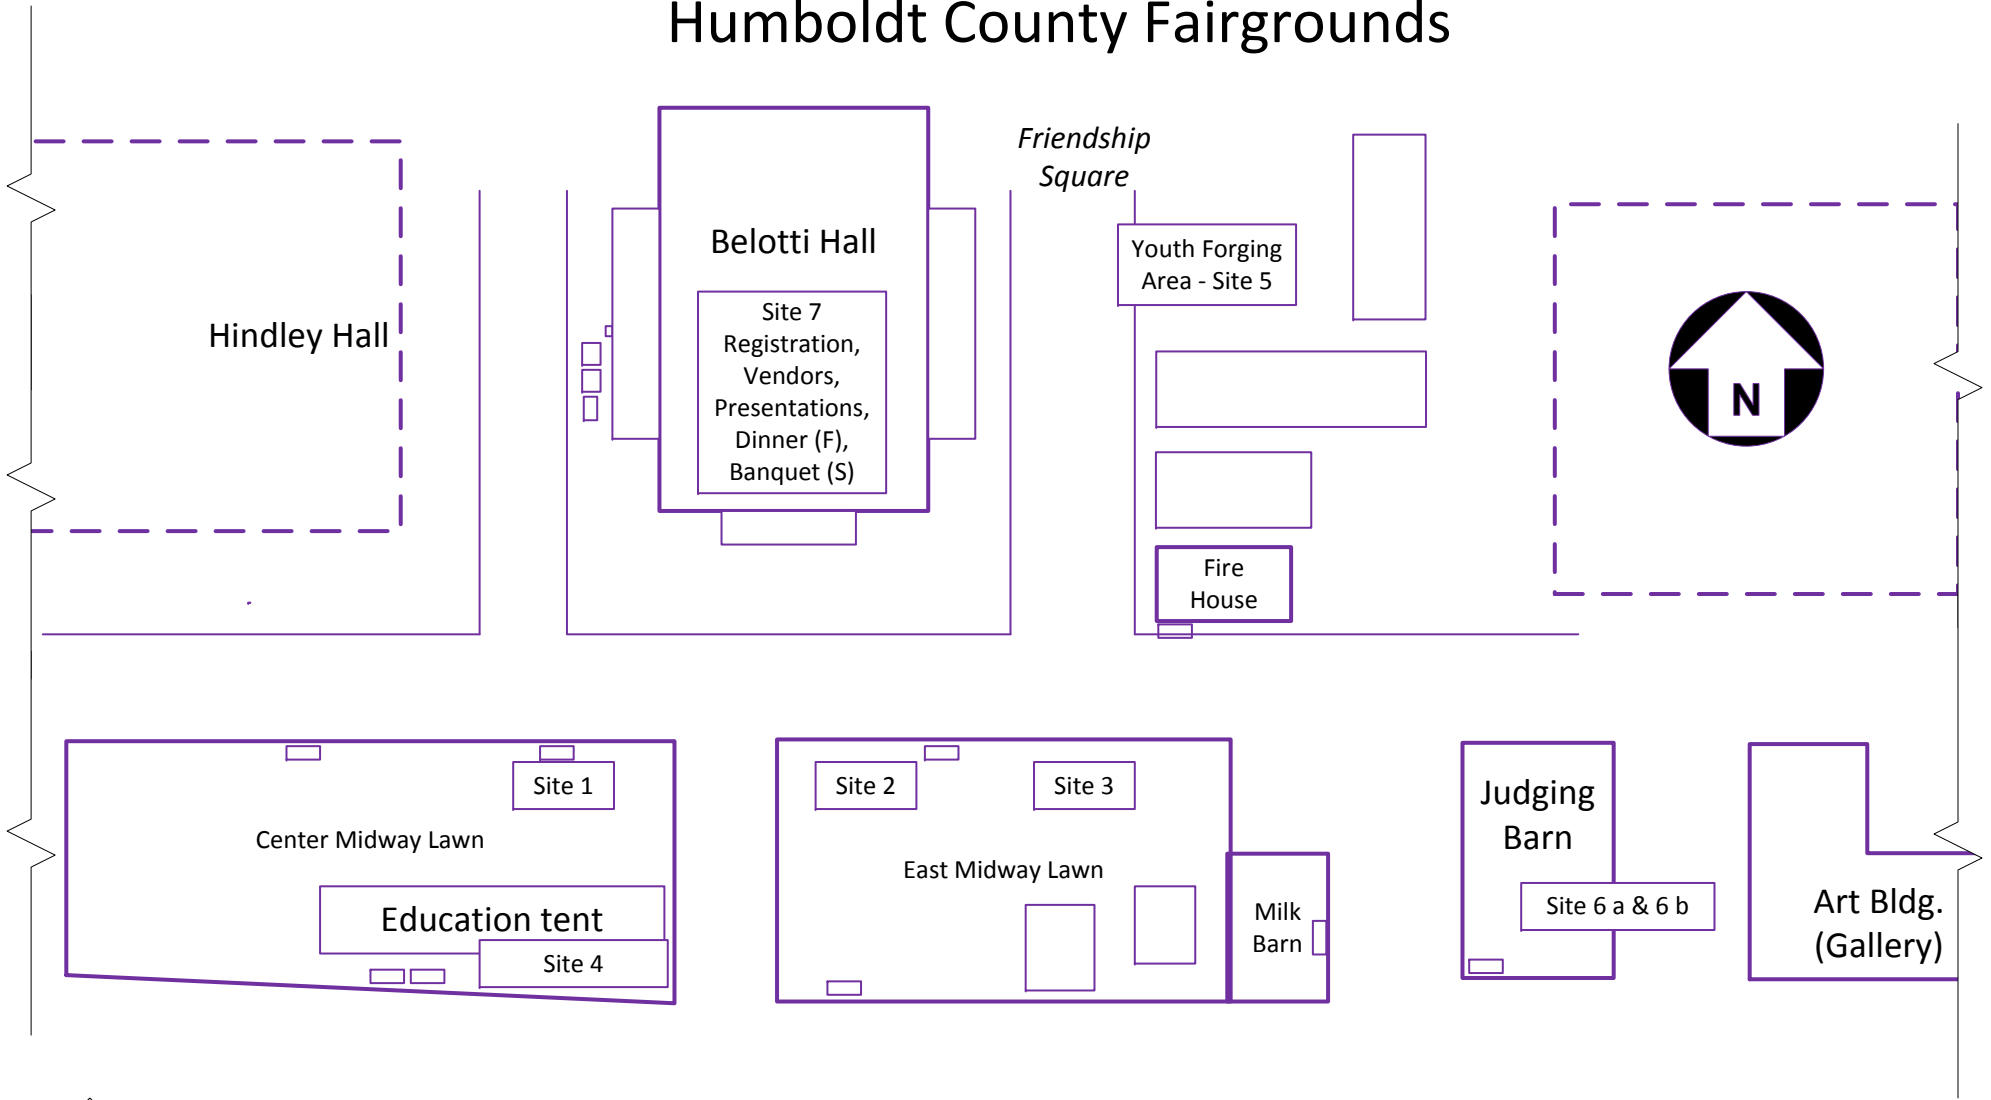 Humboldt County Fairgrounds
Friendship
Square
Belotti Hall
Youth Forging
Area - Site 5
Hindley Hall
Site 7
Registration,
Vendors,
Presentations,
Dinner (F),
Banquet (S)
N
Fire
House
Site 1
Site 2
Site 3
Judging
Barn
Center Midway Lawn
East Midway Lawn
Education tent
Site 4
Milk
Barn
Site 6 a & 6 b
Art Bldg.
(Gallery)